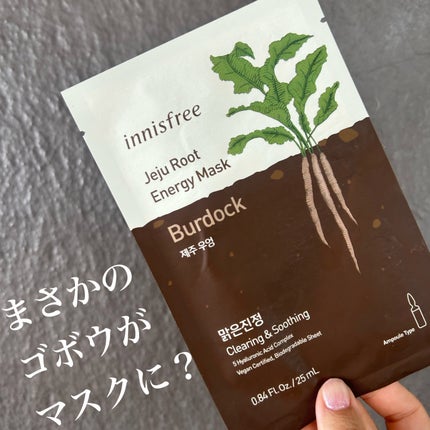 innisfree
Jeju Root
Energy Mask
Burdock
제주 우엉
맑은진정
Clearing & Soothing
5 Hyaluronic Acid Complex
Vegan Certified, Biodegradable Sheet
0.84 Fl.Oz. / 25 mL
Ampoule Type
まさかの
ゴボウが
マスクに？